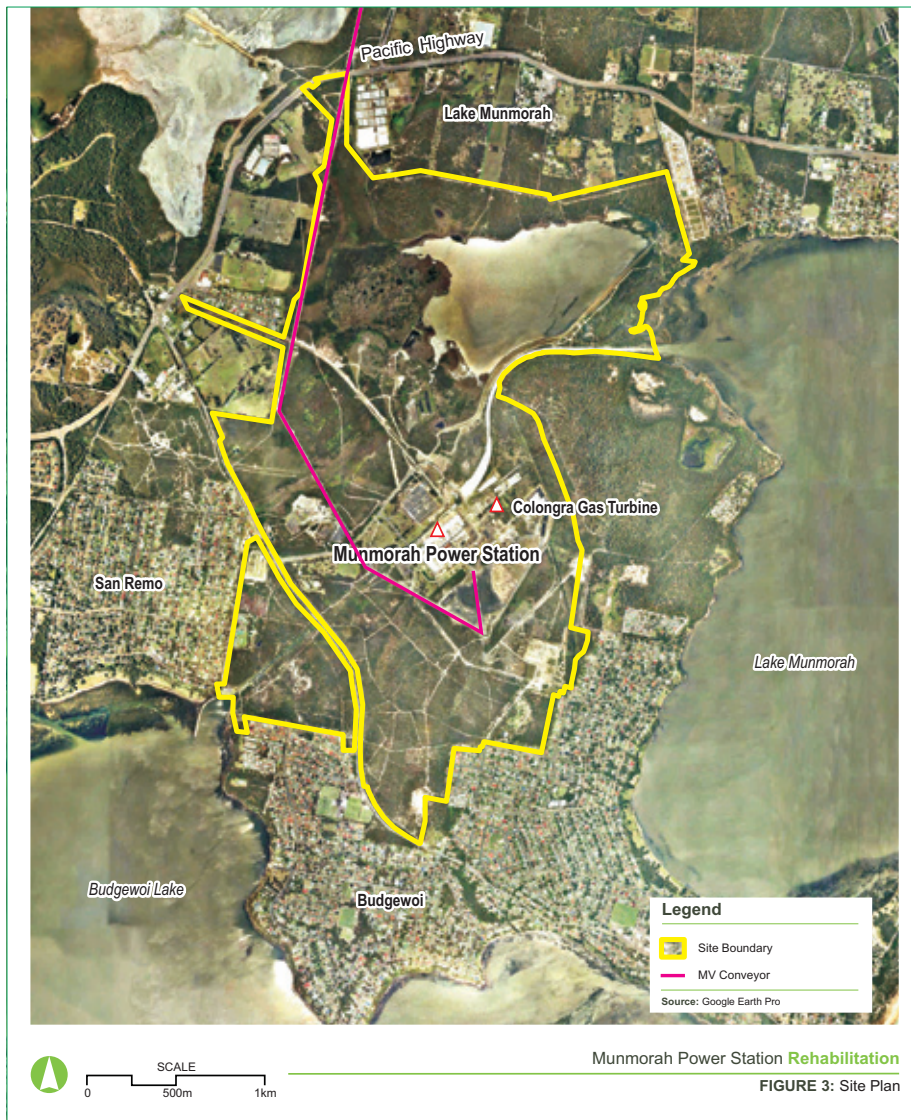 Pacific Highway
Lake Munmorah
Colongra Gas Turbine
Munmorah Power Station
San Remo
Lake Munmorah
Budgewoi Lake
Budgewoi
Legend
Site Boundary
MV Conveyor
Source: Google Earth Pro
SCALE
0 500m 1km
Munmorah Power Station Rehabilitation
FIGURE 3: Site Plan